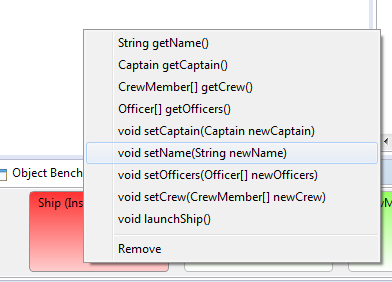 String getName()
Captain getCaptain()
CrewMember[] getCrew()
Officer[] getOfficers()
void setCaptain(Captain newCaptain)
void setName(String newName)
void setOfficers(Officer[] newOfficers)
void setCrew(CrewMember[] newCrew)
void launchShip()
Remove
Object Bench
Ship (Ins